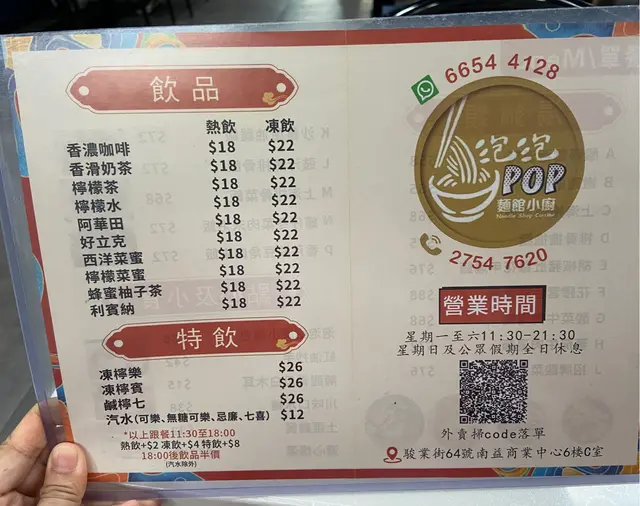 飲品
熱飲 凍飲
香濃咖啡 $18 $22
香滑奶茶 $18 $22
檸檬茶 $18 $22
檸檬水 $18 $22
阿華田 $18 $22
好立克 $18 $22
西洋菜蜜 $18 $22
檸檬菜蜜 $18 $22
蜂蜜柚子茶 $18 $22
利賓納 $18 $22
特飲
凍檸樂 $26
凍檸賓 $26
鹹檸七 $26
汽水(可樂、無糖可樂、忌廉、七喜) $12
*以上跟餐11:30至18:00
熱飲+$2 凍飲+$4 特飲+$8
18:00後飲品半價
(汽水除外)
6654 4128
泡泡
POP
麵館小廚
Noodle Shop Cuisine
2754 7620
營業時間
星期一至六11:30-21:30
星期日及公眾假期全日休息
外賣掃code落單
駿業街64號南益商業中心6樓C室